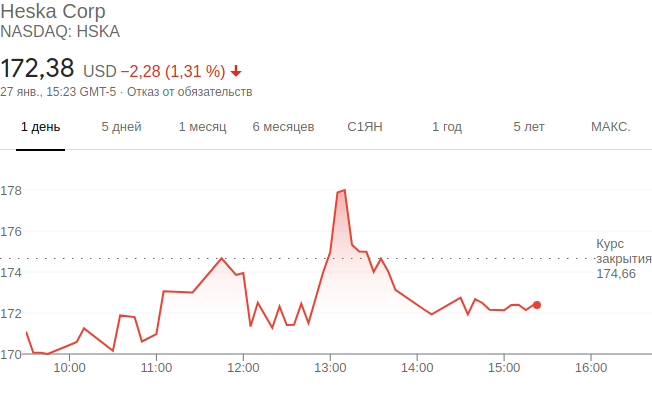 Heska Corp
NASDAQ: HSKA
172,38 USD −2,28 (1,31 %)
27 янв., 15:23 GMT-5 · Отказ от обязательств
1 день 5 дней 1 месяц 6 месяцев С1ЯН 1 год 5 лет МАКС.
178
176
Курс
закрытия
174,66
174
172
170
10:00 11:00 12:00 13:00 14:00 15:00 16:00